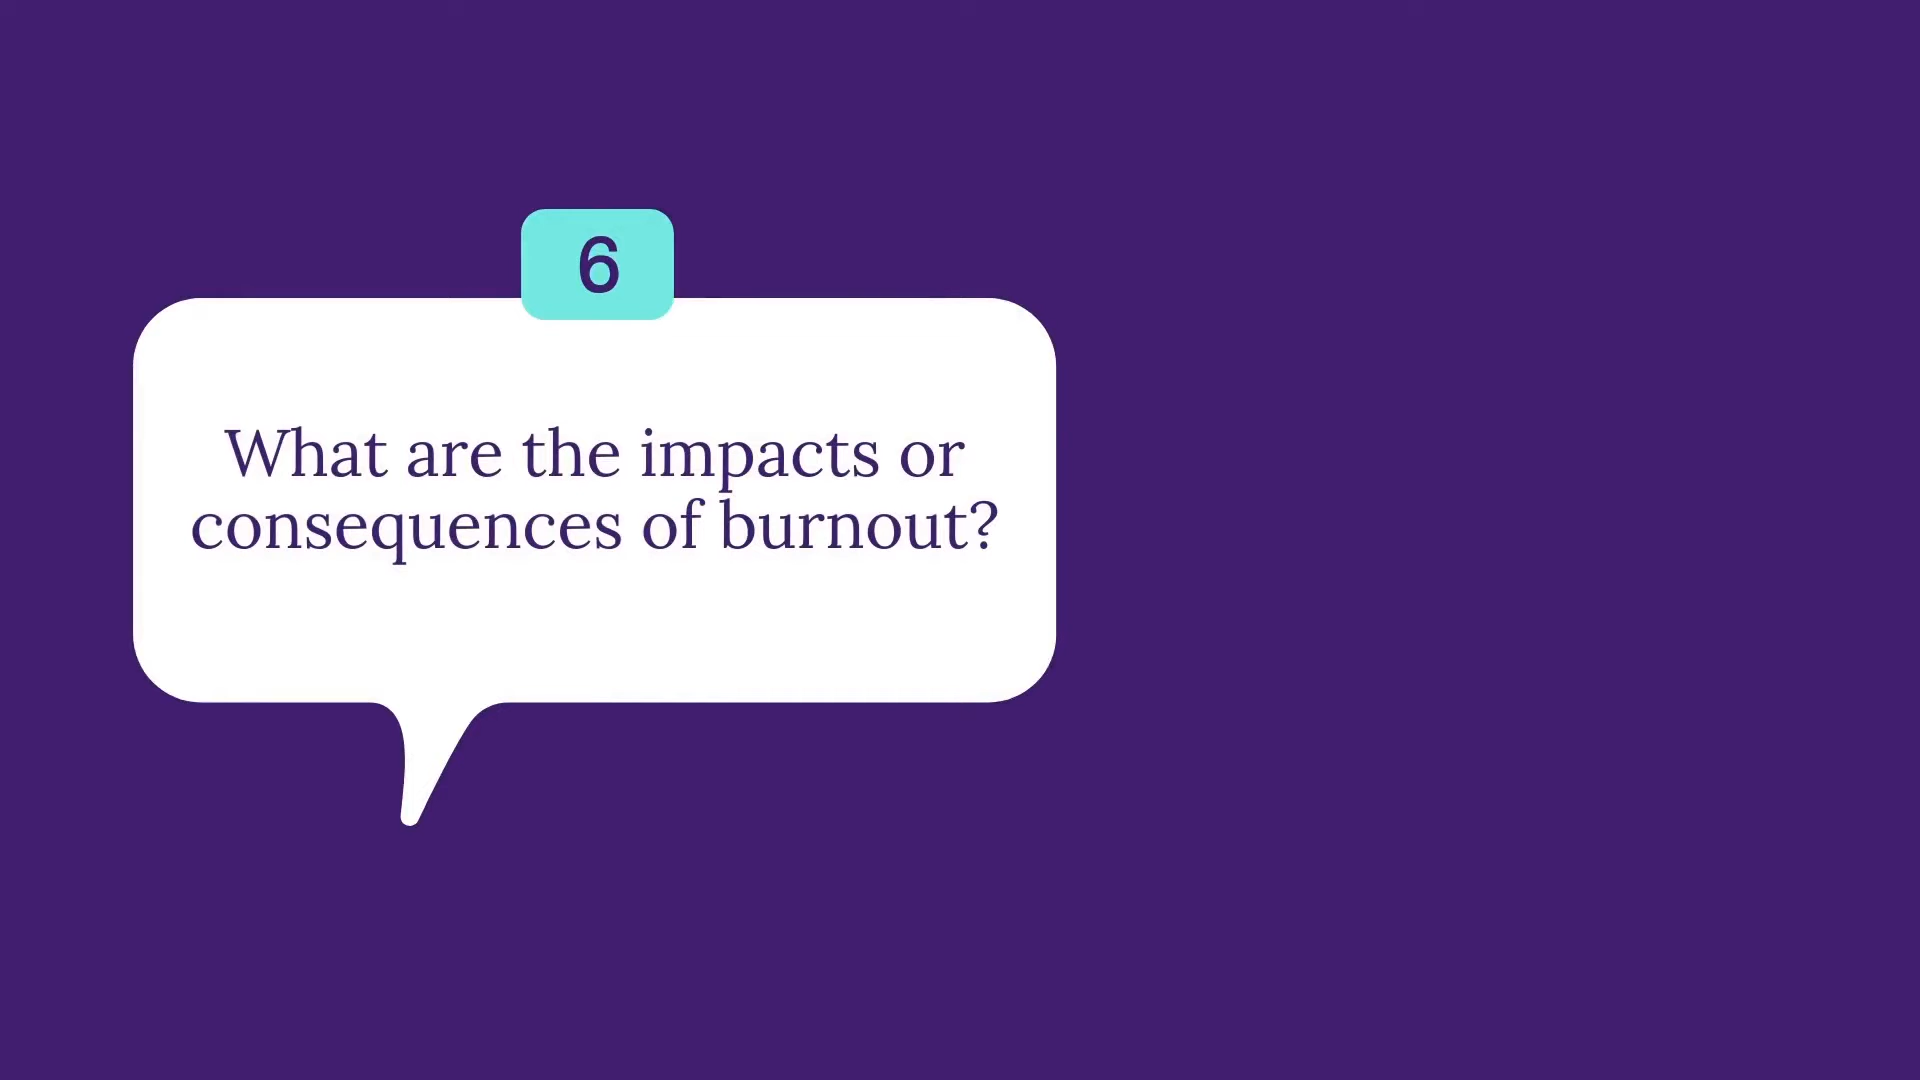 6
What are the impacts or
consequences of burnout?